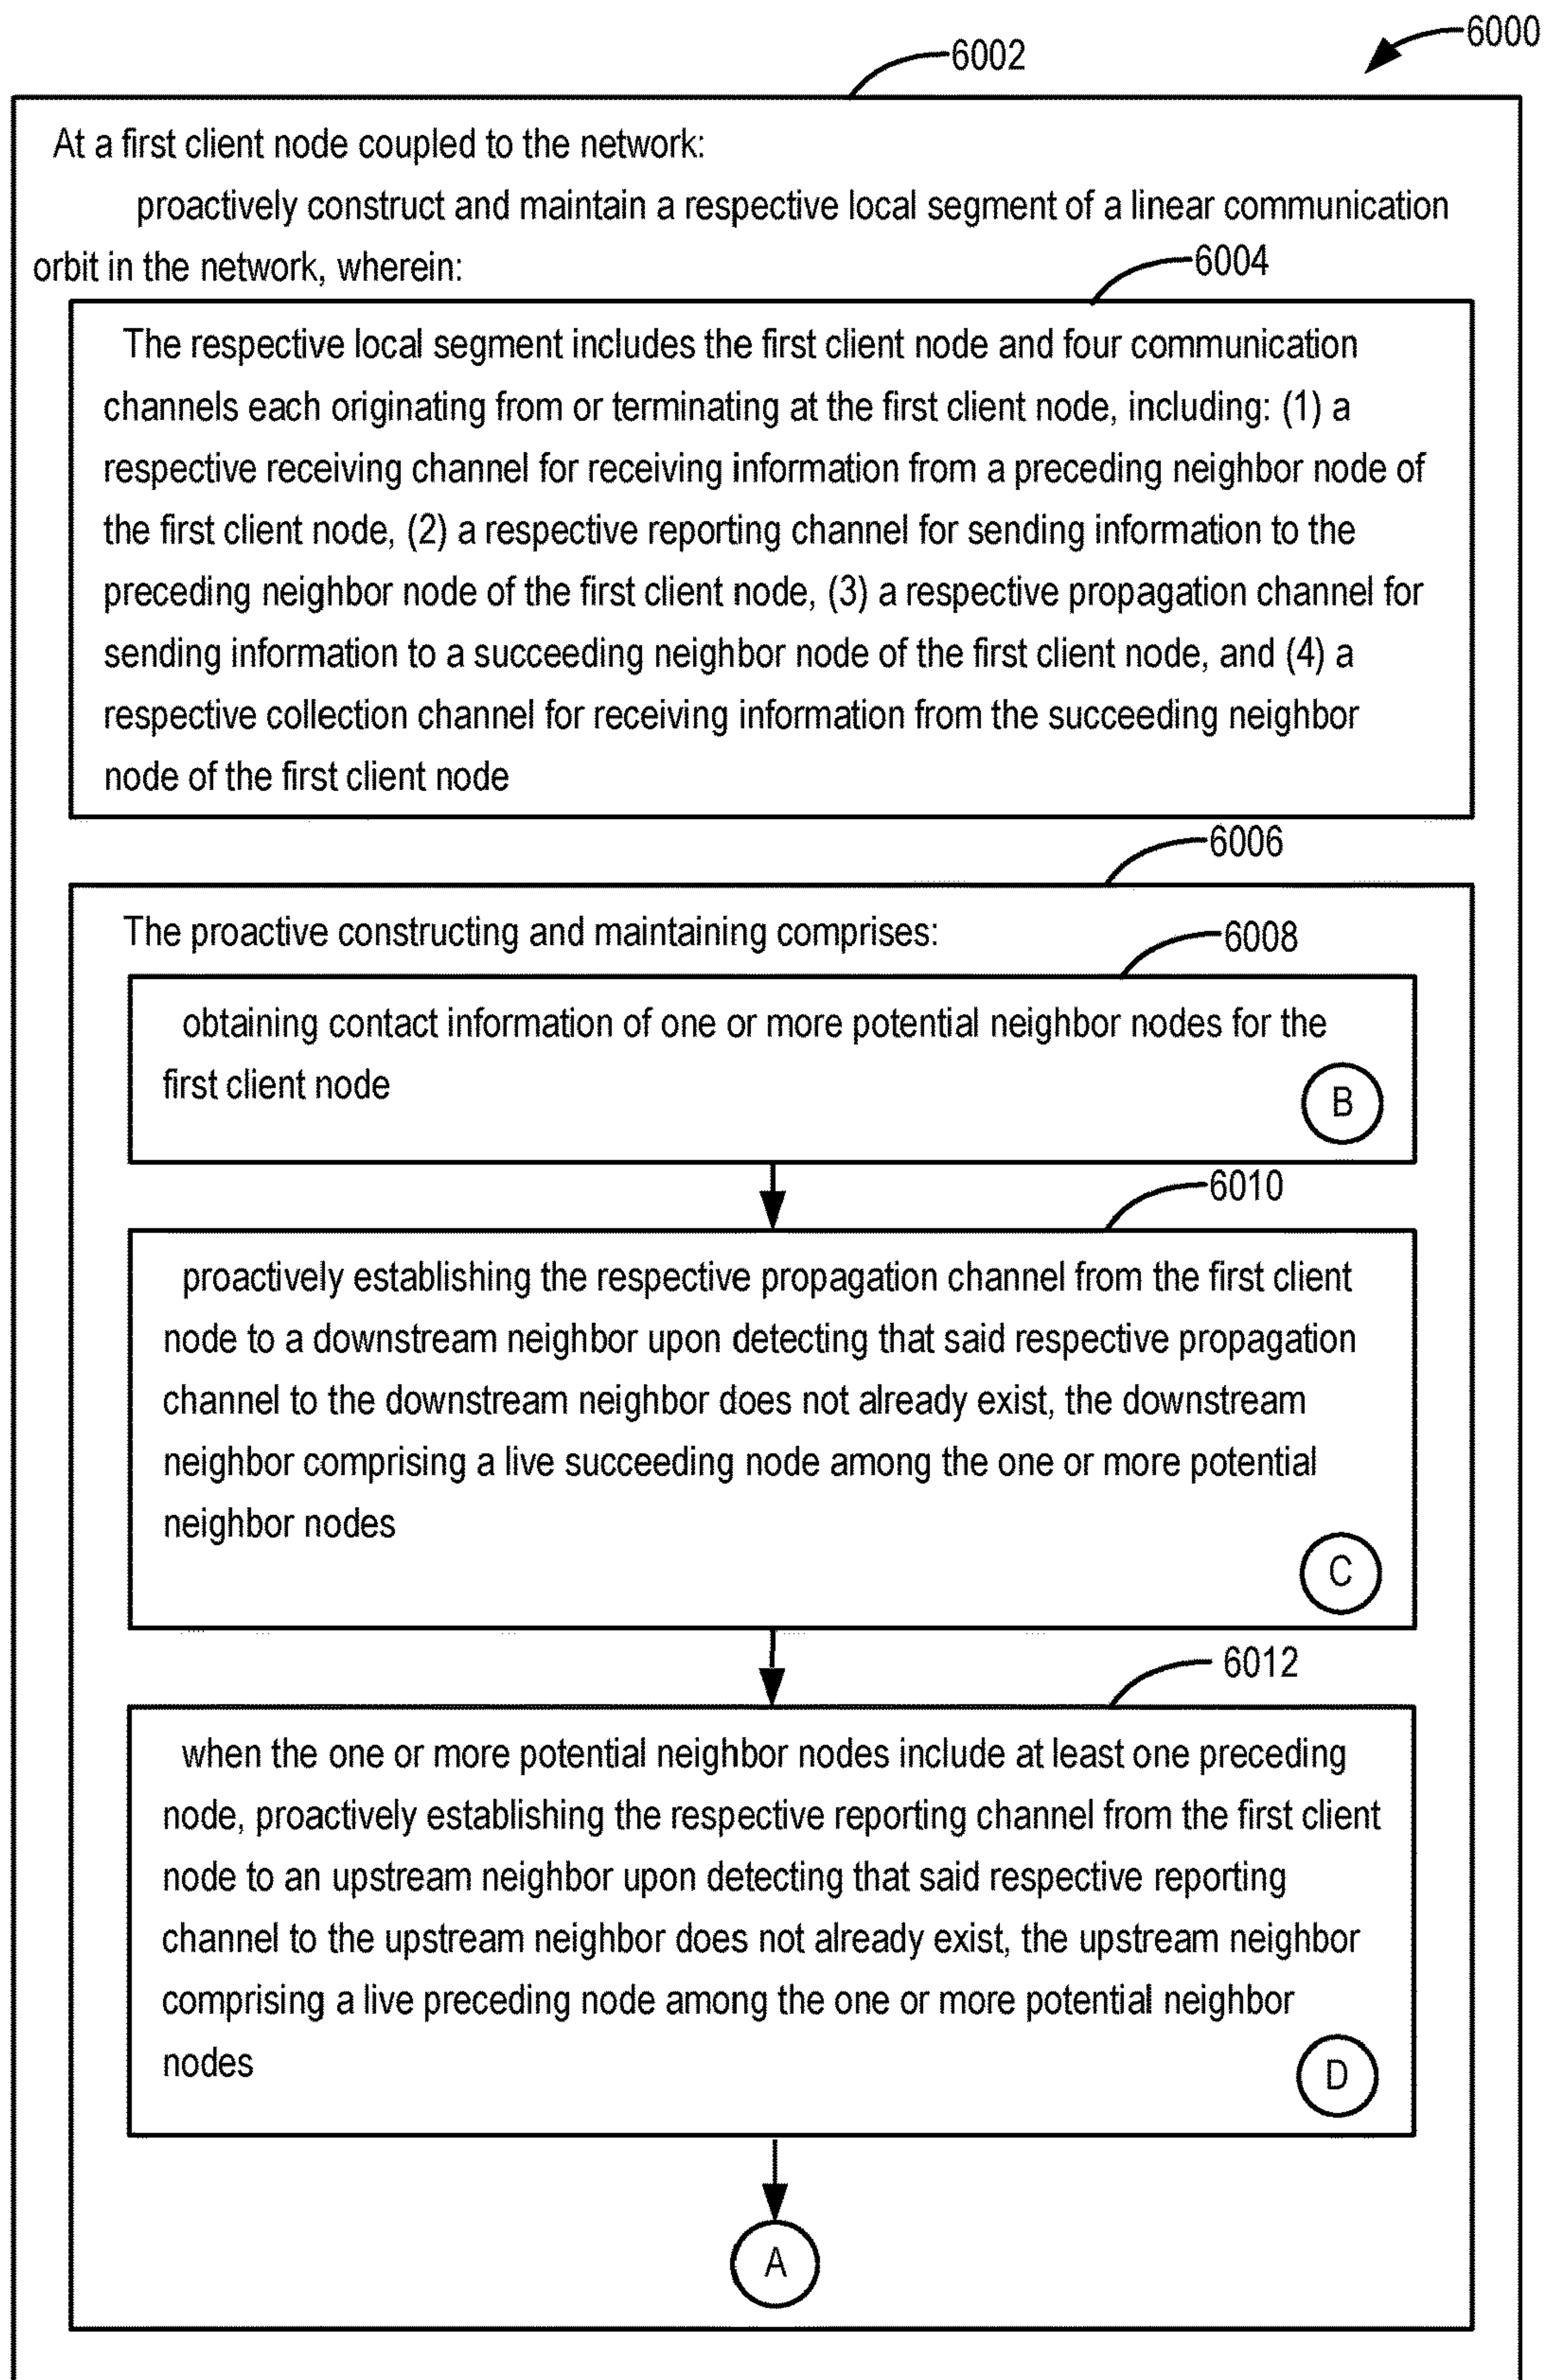 6000
6002
At a first client node coupled to the network:
proactively construct and maintain a respective local segment of a linear communication
orbit in the network, wherein:
6004
The respective local segment includes the first client node and four communication
channels each originating from or terminating at the first client node, including: (1) a
respective receiving channel for receiving information from a preceding neighbor node of
the first client node, (2) a respective reporting channel for sending information to the
preceding neighbor node of the first client node, (3) a respective propagation channel for
sending information to a succeeding neighbor node of the first client node, and (4) a
respective collection channel for receiving information from the succeeding neighbor
node of the first client node
6006
The proactive constructing and maintaining comprises:
6008
obtaining contact information of one or more potential neighbor nodes for the
first client node
B
6010
proactively establishing the respective propagation channel from the first client
node to a downstream neighbor upon detecting that said respective propagation
channel to the downstream neighbor does not already exist, the downstream
neighbor comprising a live succeeding node among the one or more potential
neighbor nodes
C
6012
when the one or more potential neighbor nodes include at least one preceding
node, proactively establishing the respective reporting channel from the first client
node to an upstream neighbor upon detecting that said respective reporting
channel to the upstream neighbor does not already exist, the upstream neighbor
comprising a live preceding node among the one or more potential neighbor
nodes
D
A